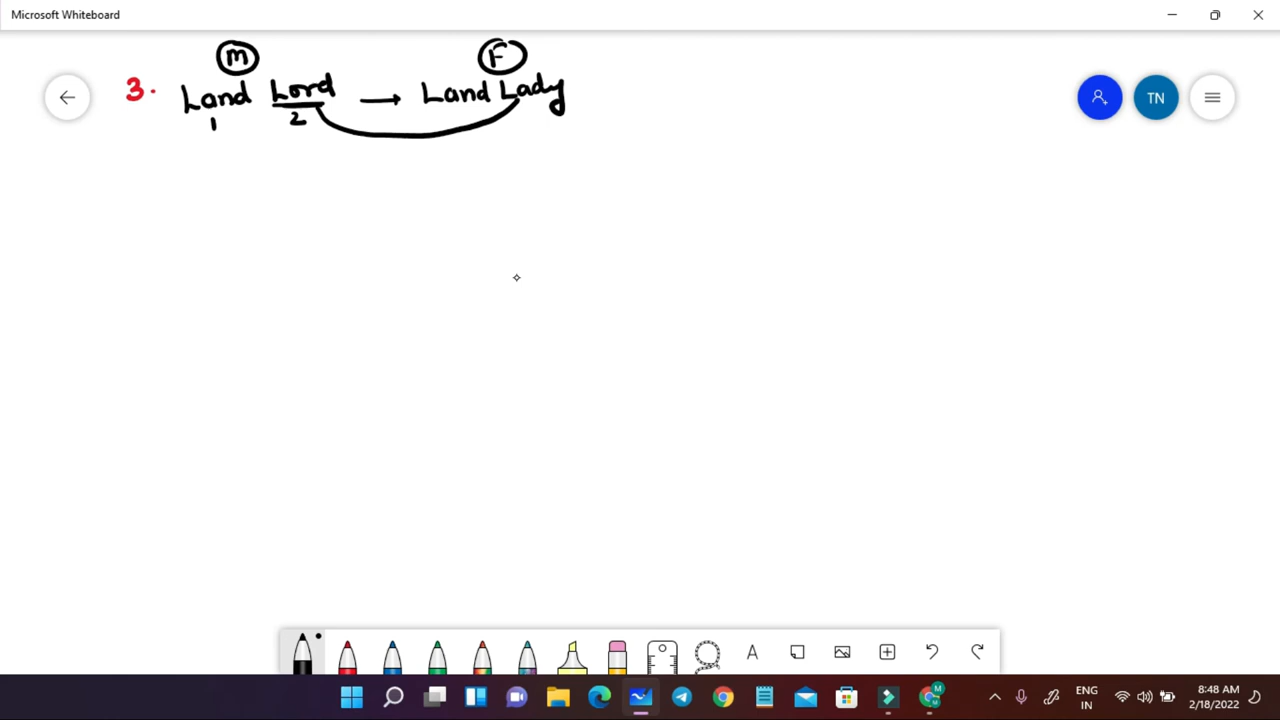 Microsoft Whiteboard
M F
3. Land Lord → Land Lady
1 2
TN
A
ENG
IN
8:48 AM
2/18/2022
M